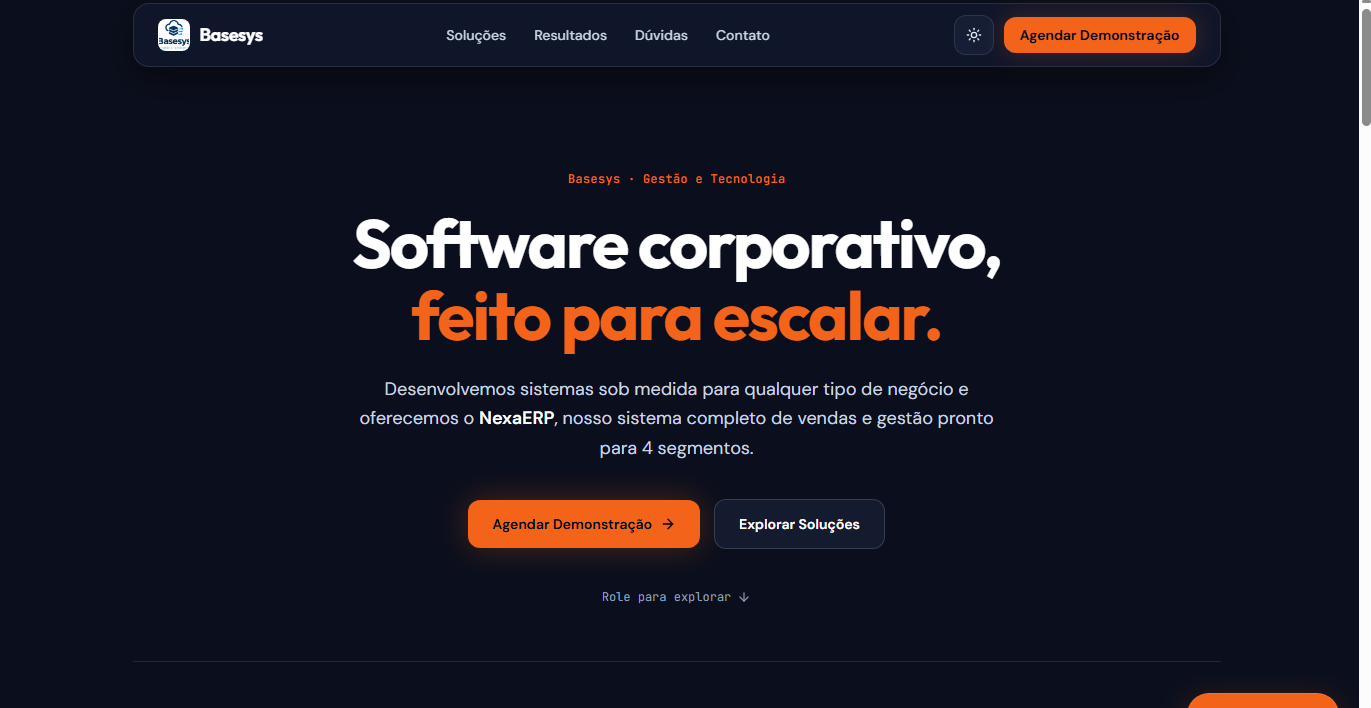 Basesys
Basesys
Soluções
Resultados
Dúvidas
Contato
Agendar Demonstração
Basesys · Gestão e Tecnologia
Software corporativo,
feito para escalar.
Desenvolvemos sistemas sob medida para qualquer tipo de negócio e
oferecemos o NexaERP, nosso sistema completo de vendas e gestão pronto
para 4 segmentos.
Agendar Demonstração →
Explorar Soluções
Role para explorar ↓